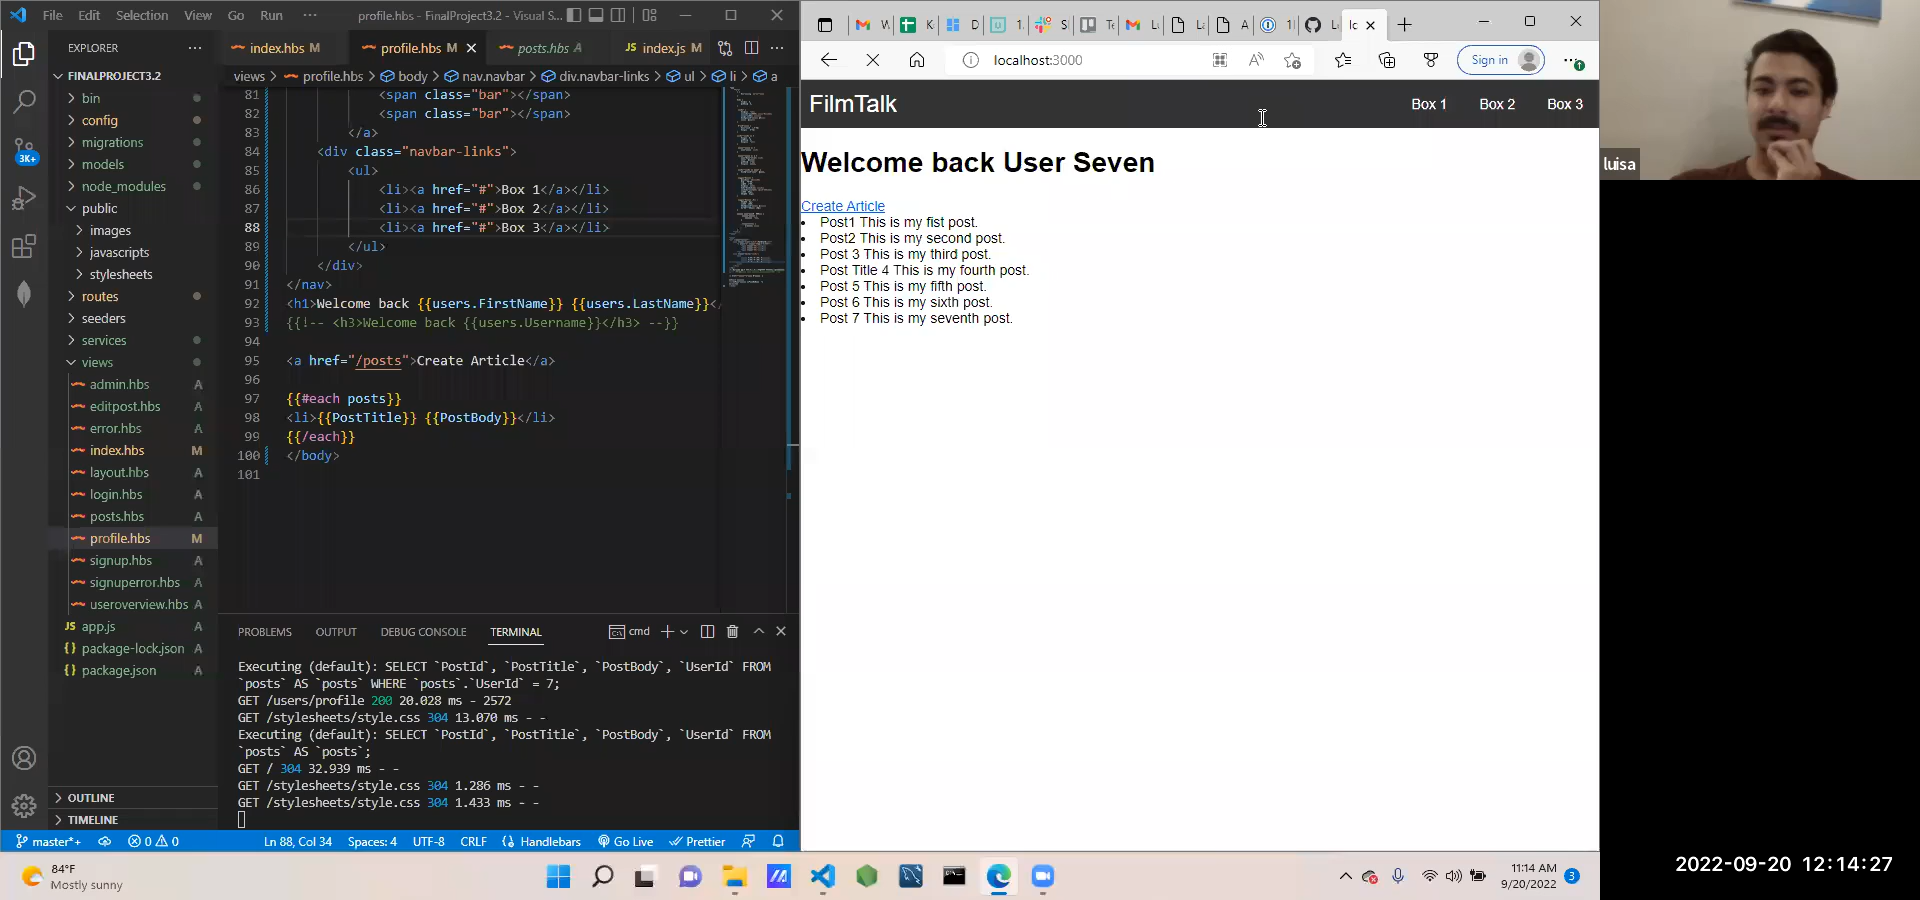 File Edit Selection View Go Run ··· profile.hbs - FinalProject3.2 - Visual S...
EXPLORER ···
index.hbs M profile.hbs M posts.hbs A index.js M ···
views > profile.hbs > body > nav.navbar > div.navbar-links > ul > li > a
FINALPROJECT3.2
bin
config
migrations
models
node_modules
public
images
javascripts
stylesheets
routes
seeders
services
views
admin.hbs A
editpost.hbs A
error.hbs A
index.hbs M
layout.hbs A
login.hbs A
posts.hbs A
profile.hbs M
signup.hbs A
signuperror.hbs A
useroverview.hbs A
JS app.js A
{} package-lock.json A
{} package.json A
OUTLINE
TIMELINE
3K+
81 <span class="bar"></span>
82 <span class="bar"></span>
83 </a>
84 <div class="navbar-links">
85 <ul>
86 <li><a href="#">Box 1</a></li>
87 <li><a href="#">Box 2</a></li>
88 <li><a href="#">Box 3</a></li>
89 </ul>
90 </div>
91 </nav>
92 <h1>Welcome back {{users.FirstName}} {{users.LastName}}</
93 {{!-- <h3>Welcome back {{users.Username}}</h3> --}}
94
95 <a href="/posts">Create Article</a>
96
97 {{#each posts}}
98 <li>{{PostTitle}} {{PostBody}}</li>
99 {{/each}}
100 </body>
101
PROBLEMS OUTPUT DEBUG CONSOLE TERMINAL cmd
Executing (default): SELECT `PostId`, `PostTitle`, `PostBody`, `UserId` FROM
`posts` AS `posts` WHERE `posts`.`UserId` = 7;
GET /users/profile 200 20.028 ms - 2572
GET /stylesheets/style.css 304 13.070 ms - -
Executing (default): SELECT `PostId`, `PostTitle`, `PostBody`, `UserId` FROM
`posts` AS `posts`;
GET / 304 32.939 ms - -
GET /stylesheets/style.css 304 1.286 ms - -
GET /stylesheets/style.css 304 1.433 ms - -
master*+ 0 0 Ln 88, Col 34 Spaces: 4 UTF-8 CRLF {} Handlebars Go Live Prettier
localhost:3000 Sign in
FilmTalk Box 1 Box 2 Box 3
Welcome back User Seven
Create Article
• Post1 This is my fist post.
• Post2 This is my second post.
• Post 3 This is my third post.
• Post Title 4 This is my fourth post.
• Post 5 This is my fifth post.
• Post 6 This is my sixth post.
• Post 7 This is my seventh post.
luisa
84°F
Mostly sunny
11:14 AM
9/20/2022
3
2022-09-20 12:14:27